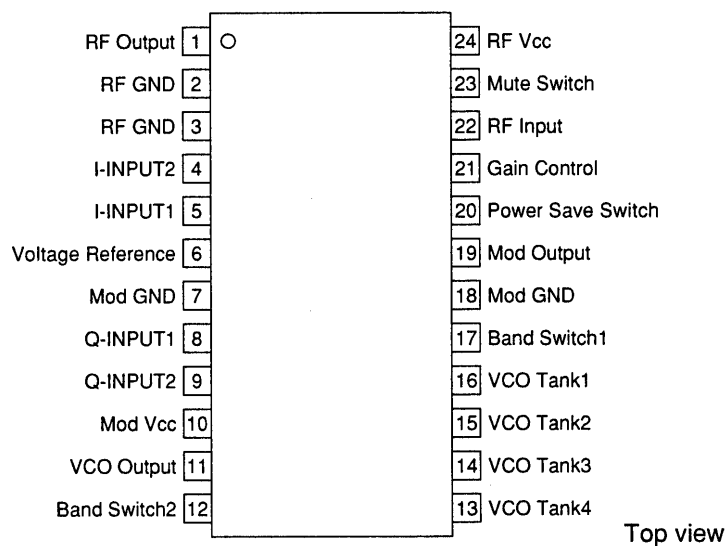 RF Output 1 24 RF Vcc
RF GND 2 23 Mute Switch
RF GND 3 22 RF Input
I-INPUT2 4 21 Gain Control
I-INPUT1 5 20 Power Save Switch
Voltage Reference 6 19 Mod Output
Mod GND 7 18 Mod GND
Q-INPUT1 8 17 Band Switch1
Q-INPUT2 9 16 VCO Tank1
Mod Vcc 10 15 VCO Tank2
VCO Output 11 14 VCO Tank3
Band Switch2 12 13 VCO Tank4
Top view